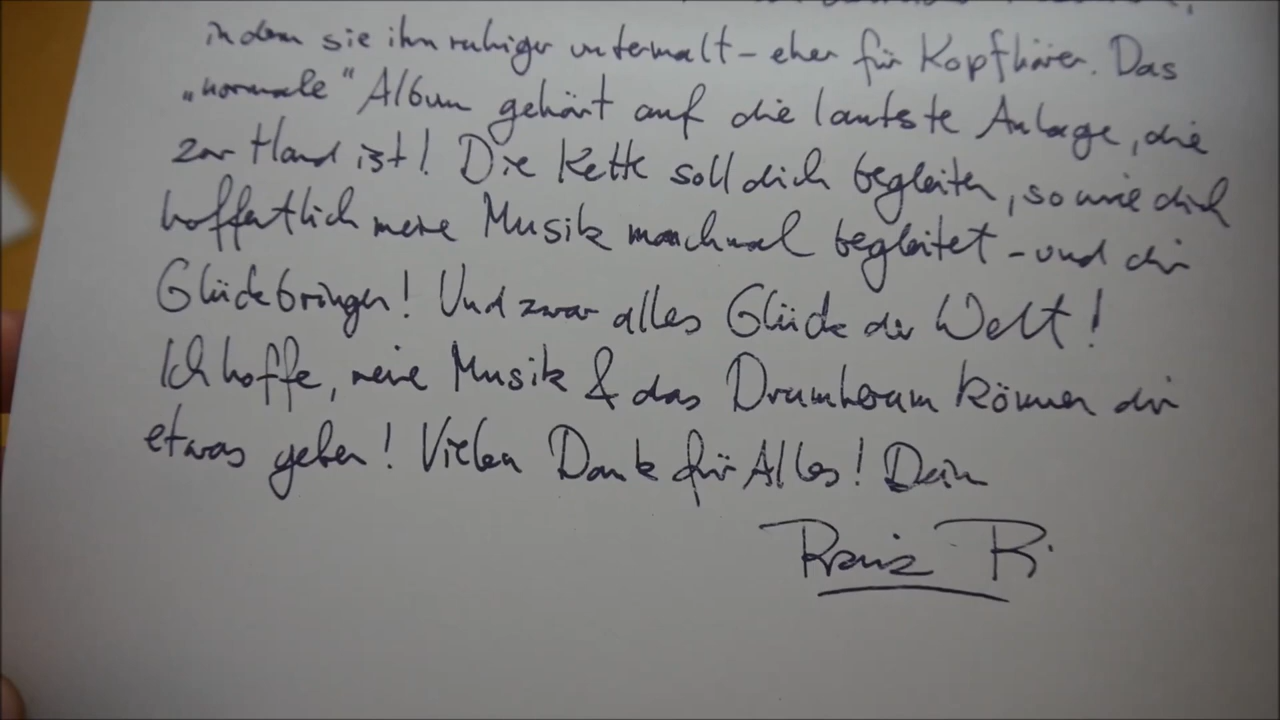 indem sie ihn ruhiger untermalt – eher für Kopfhörer. Das
„normale“ Album gehört auf die lautste Anlage, die
zur Hand ist! Die Kette soll dich begleiten, so wie dich
hoffentlich meine Musik manchmal begleitet – und dir
Glück bringen! Und zwar alles Glück der Welt!
Ich hoffe, meine Musik & das Drumherum können dir
etwas geben! Vielen Dank für Alles! Dein